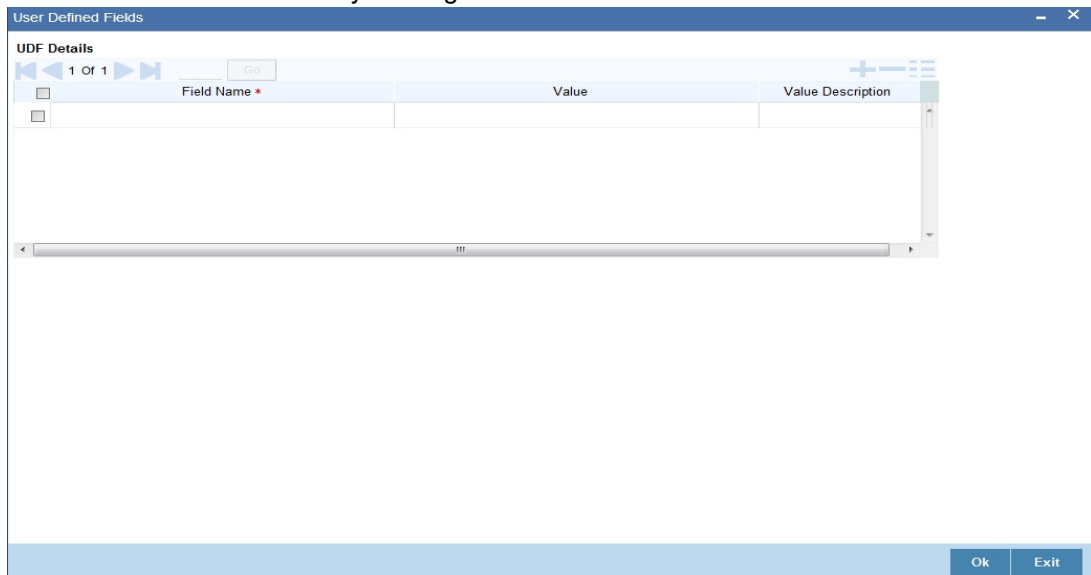 User Defined Fields
UDF Details
1 Of 1 Go
Field Name * Value Value Description
Ok Exit